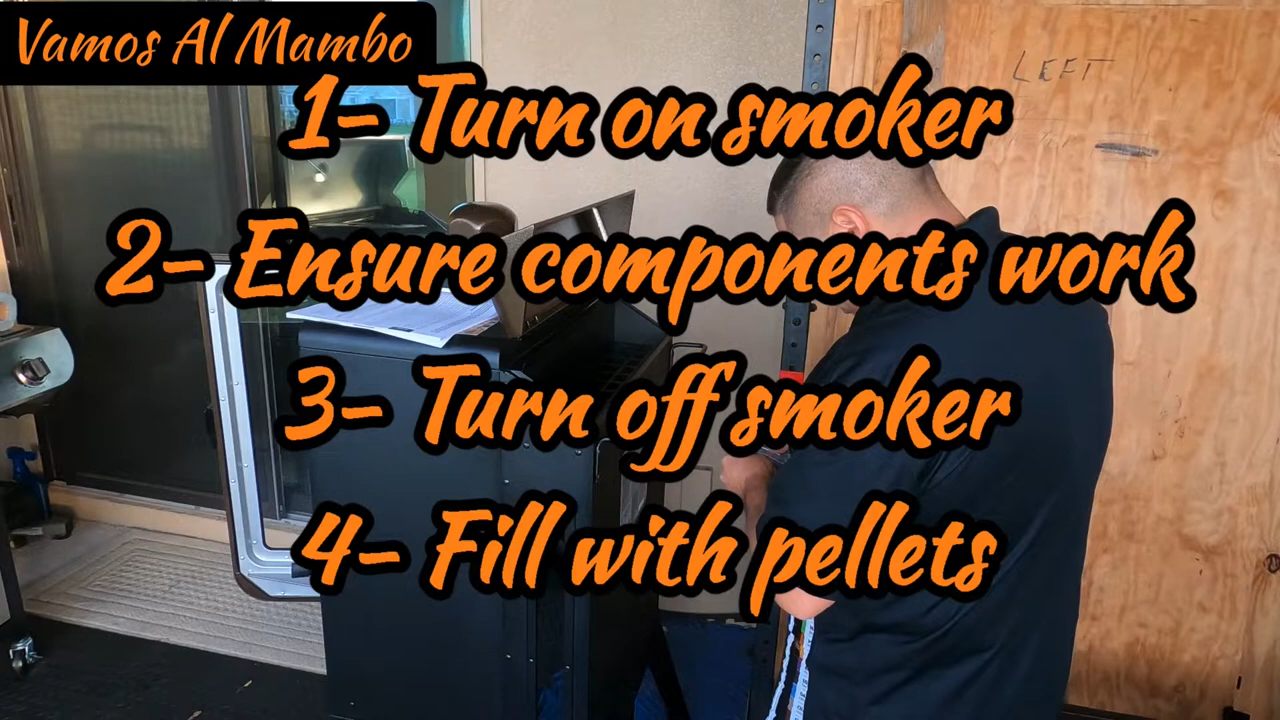 Vamos Al Mambo
LEFT
1- Turn on smoker
2- Ensure components work
3- Turn off smoker
4- Fill with pellets